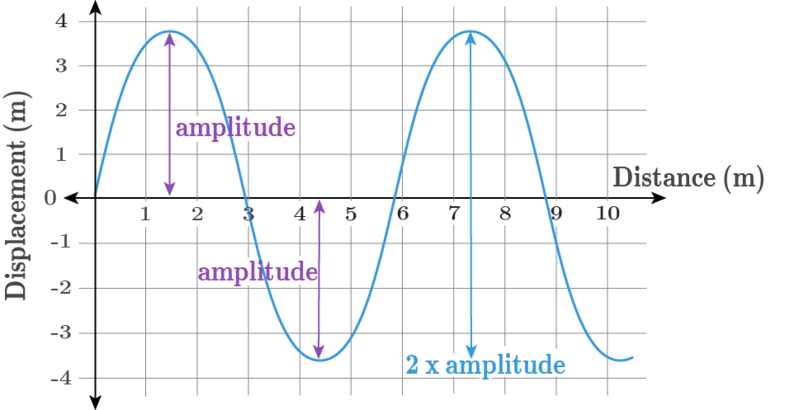 4
3
2
amplitude
1
Distance (m)
0
1 2 3 4 5 6 7 8 9 10
-1
amplitude
-2
-3
2 x amplitude
-4
Displacement (m)